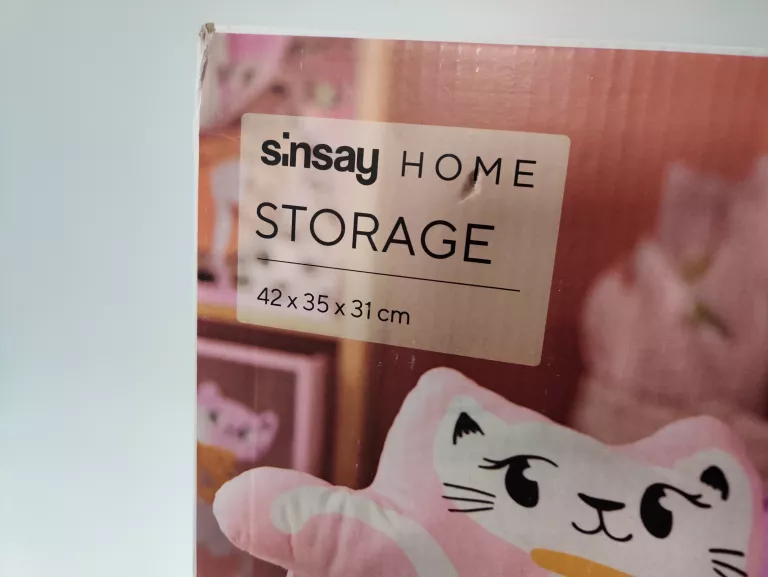 sinsay HOME
STORAGE
42 x 35 x 31 cm